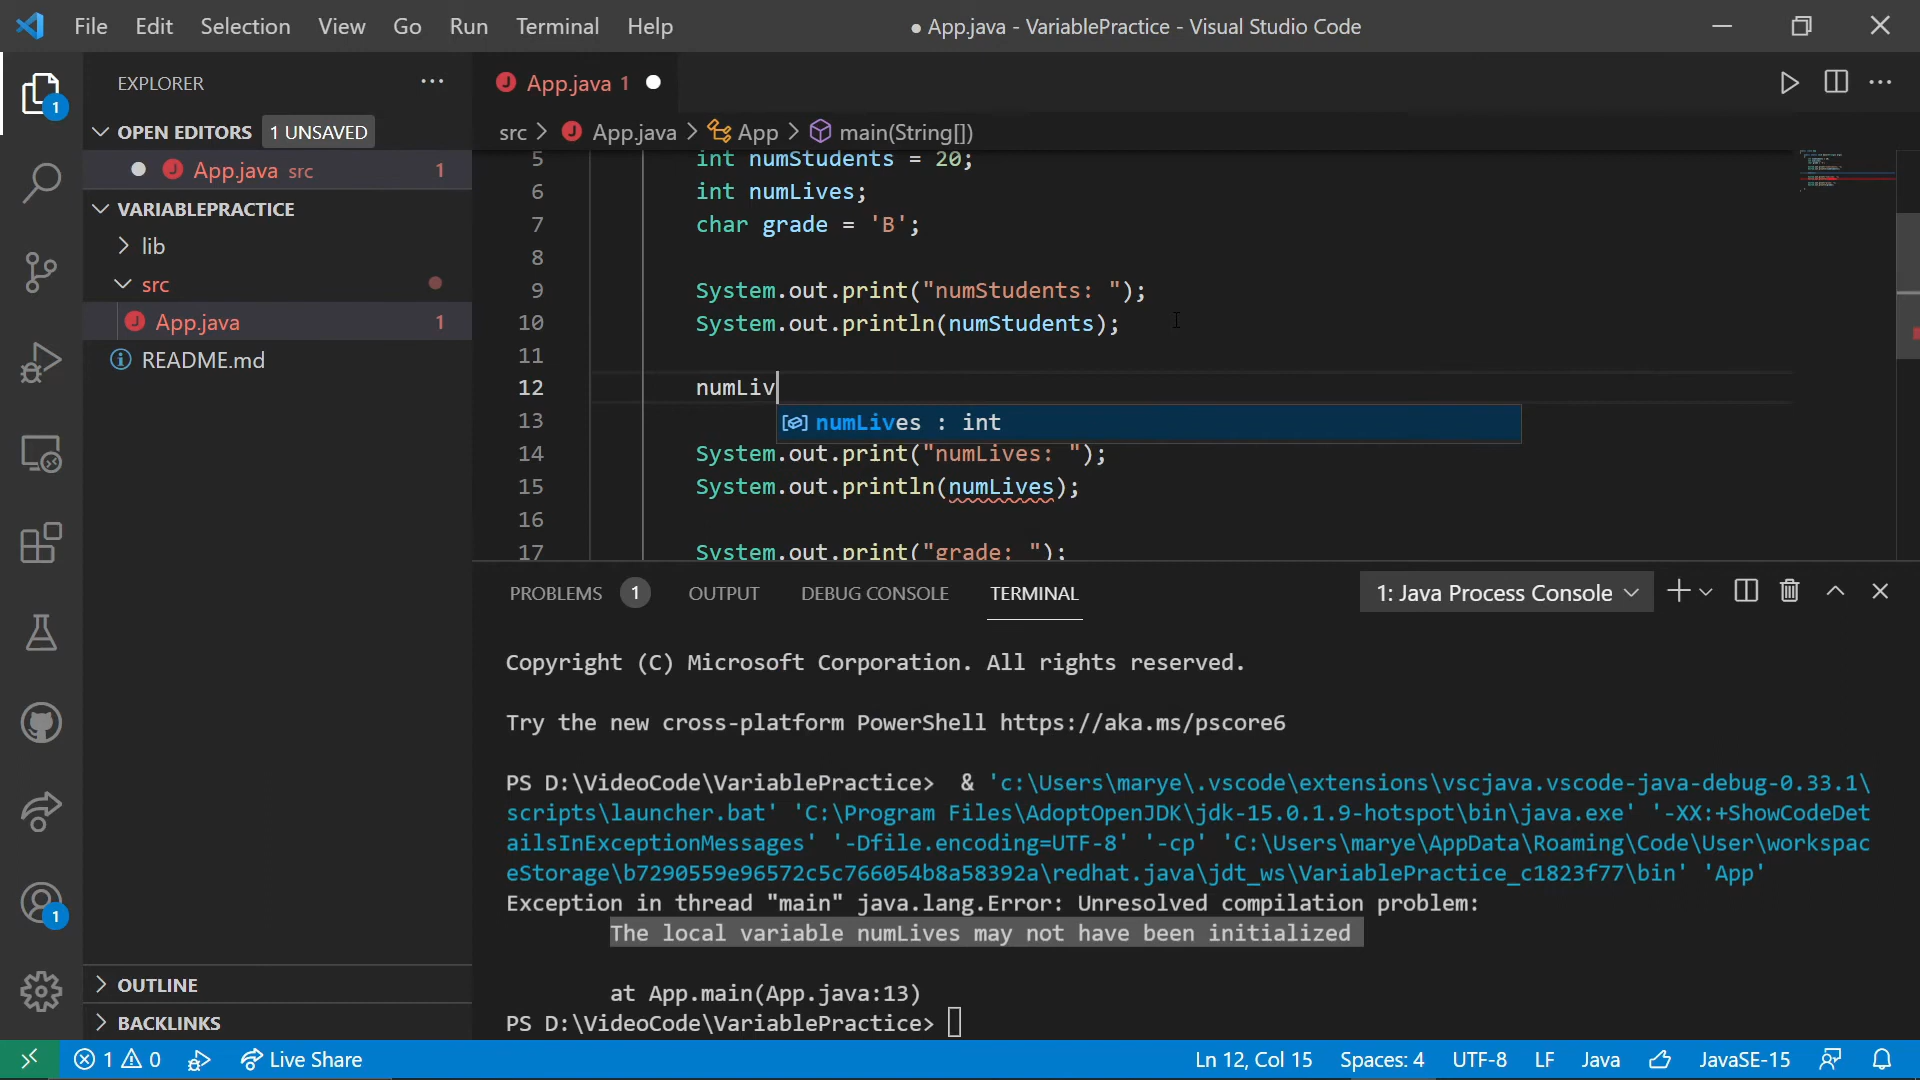 File Edit Selection View Go Run Terminal Help
● App.java - VariablePractice - Visual Studio Code
EXPLORER
OPEN EDITORS 1 UNSAVED
App.java src 1
VARIABLEPRACTICE
lib
src
App.java 1
README.md
OUTLINE
BACKLINKS
1
1
App.java 1
src > App.java > App > main(String[])
5 int numStudents = 20;
6 int numLives;
7 char grade = 'B';
8
9 System.out.print("numStudents: ");
10 System.out.println(numStudents);
11
12 numLiv
13 numLives : int
14 System.out.print("numLives: ");
15 System.out.println(numLives);
16
17 System.out.print("grade: ");
PROBLEMS 1 OUTPUT DEBUG CONSOLE TERMINAL 1: Java Process Console
Copyright (C) Microsoft Corporation. All rights reserved.
Try the new cross-platform PowerShell https://aka.ms/pscore6
PS D:\VideoCode\VariablePractice>  & 'c:\Users\marye\.vscode\extensions\vscjava.vscode-java-debug-0.33.1\
scripts\launcher.bat' 'C:\Program Files\AdoptOpenJDK\jdk-15.0.1.9-hotspot\bin\java.exe' '-XX:+ShowCodeDet
ailsInExceptionMessages' '-Dfile.encoding=UTF-8' '-cp' 'C:\Users\marye\AppData\Roaming\Code\User\workspac
eStorage\b7290559e96572c5c766054b8a58392a\redhat.java\jdt_ws\VariablePractice_c1823f77\bin' 'App'
Exception in thread "main" java.lang.Error: Unresolved compilation problem:
The local variable numLives may not have been initialized
at App.main(App.java:13)
PS D:\VideoCode\VariablePractice>
1 0 Live Share Ln 12, Col 15 Spaces: 4 UTF-8 LF Java JavaSE-15